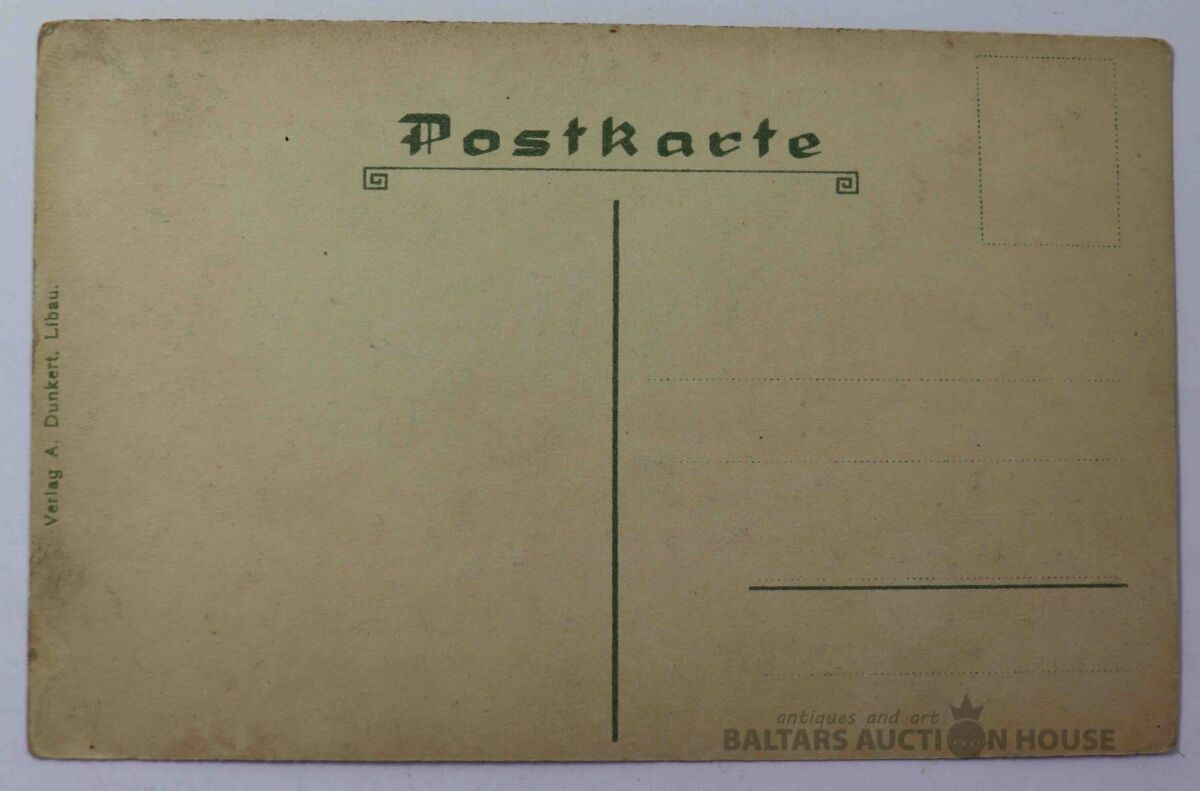 Postkarte
Verlag A. Dunkert, Libau.
antiques and art
BALTARS AUCTION HOUSE